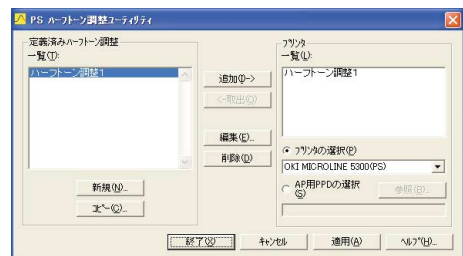 PS ハーフトーン調整ユーティリティ
定義済みハーフトーン調整
一覧(T):
ハーフトーン調整1
新規(N)...
コピー(C)...
追加(D)->
<-取出(O)
編集(E)...
削除(D)
プリンタ
一覧(L):
ハーフトーン調整1
プリンタの選択(P)
OKI MICROLINE 5300(PS)
AP用PPDの選択(S)
参照(B)...
終了(X)
キャンセル
適用(A)
ヘルプ(H)...